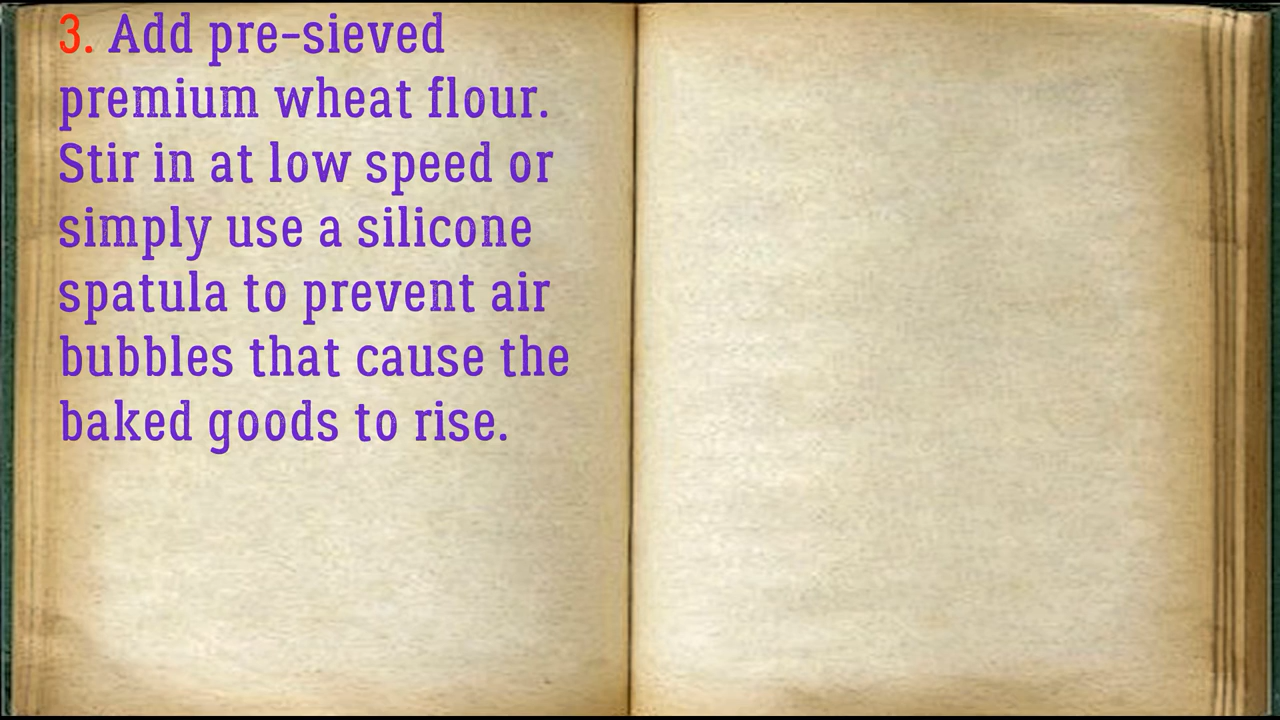 3. Add pre-sieved
premium wheat flour.
Stir in at low speed or
simply use a silicone
spatula to prevent air
bubbles that cause the
baked goods to rise.